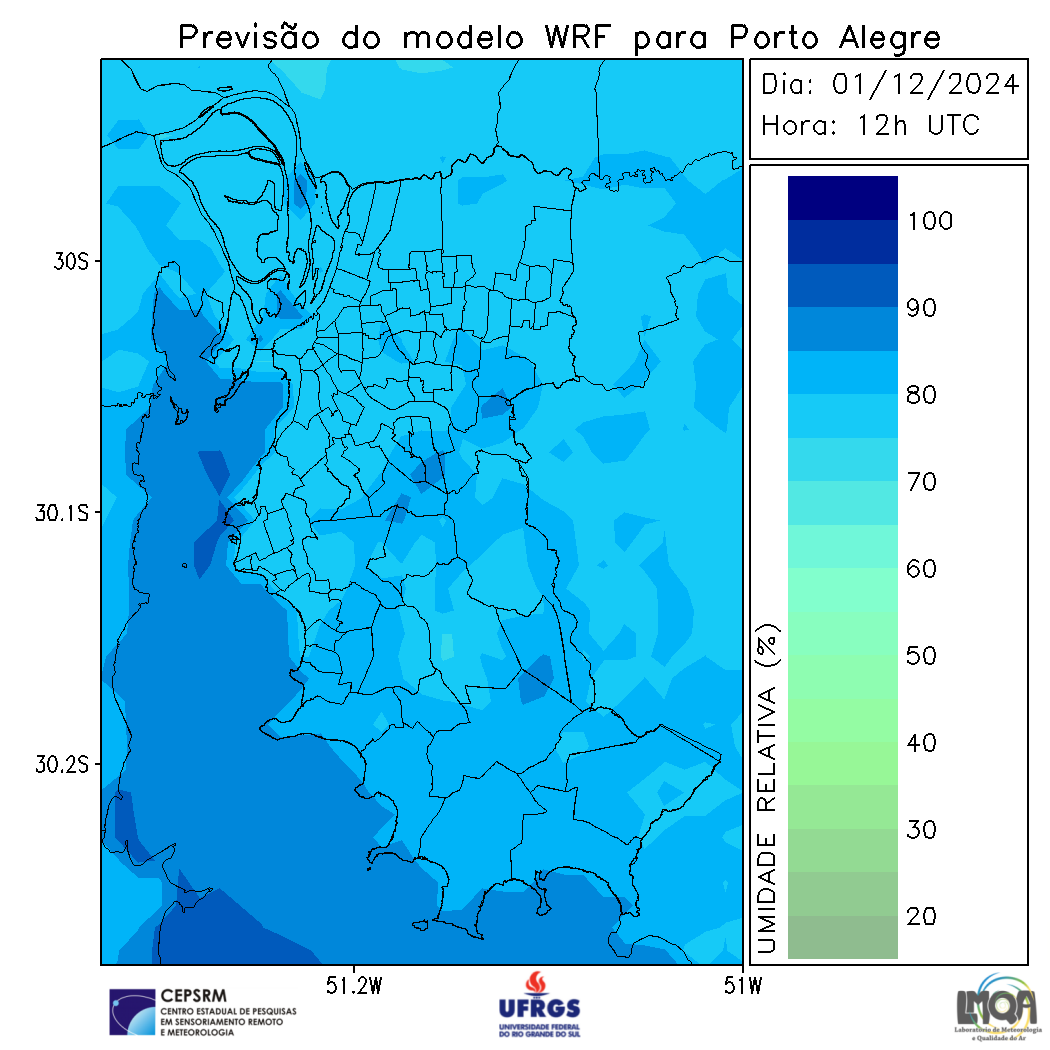 Previsão do modelo WRF para Porto Alegre
Dia: 01/12/2024
Hora: 12h UTC
30S
30.1S
30.2S
51.2W
51W
100
90
80
70
60
50
40
30
20
UMIDADE RELATIVA (%)
CEPSRM
CENTRO ESTADUAL DE PESQUISAS
EM SENSORIAMENTO REMOTO
E METEOROLOGIA
UFRGS
UNIVERSIDADE FEDERAL
DO RIO GRANDE DO SUL
LMQA
Laboratório de Meteorologia
e Qualidade do Ar